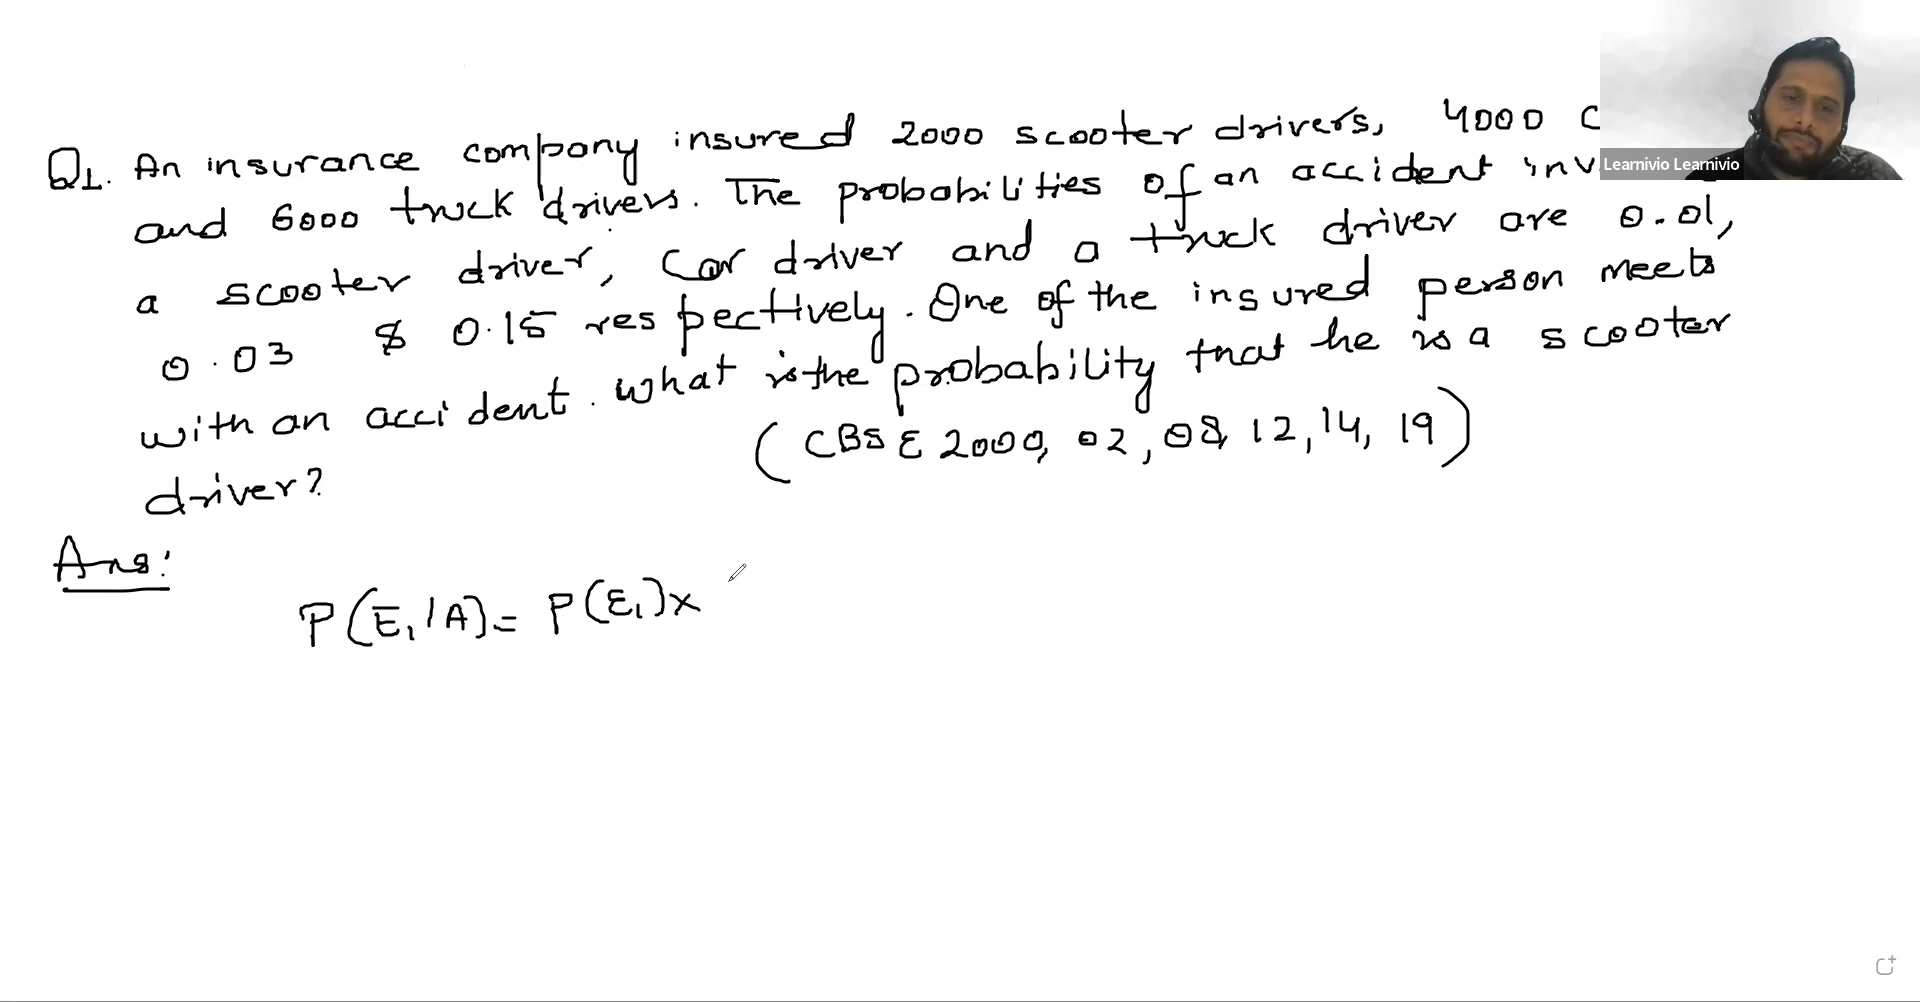 Q1. An insurance company insured 2000 scooter drivers, 4000 C
and 6000 truck drivers. The probabilities of an accident inv
a scooter driver, Car driver and a truck driver are 0.01,
0.03 & 0.15 respectively. One of the insured person meets
with an accident. what is the probability that he is a scooter
driver?
(CBSE 2000, 02, 08, 12, 14, 19)
Ans:
P(E1/A) = P(E1)×
Learnivio Learnivio